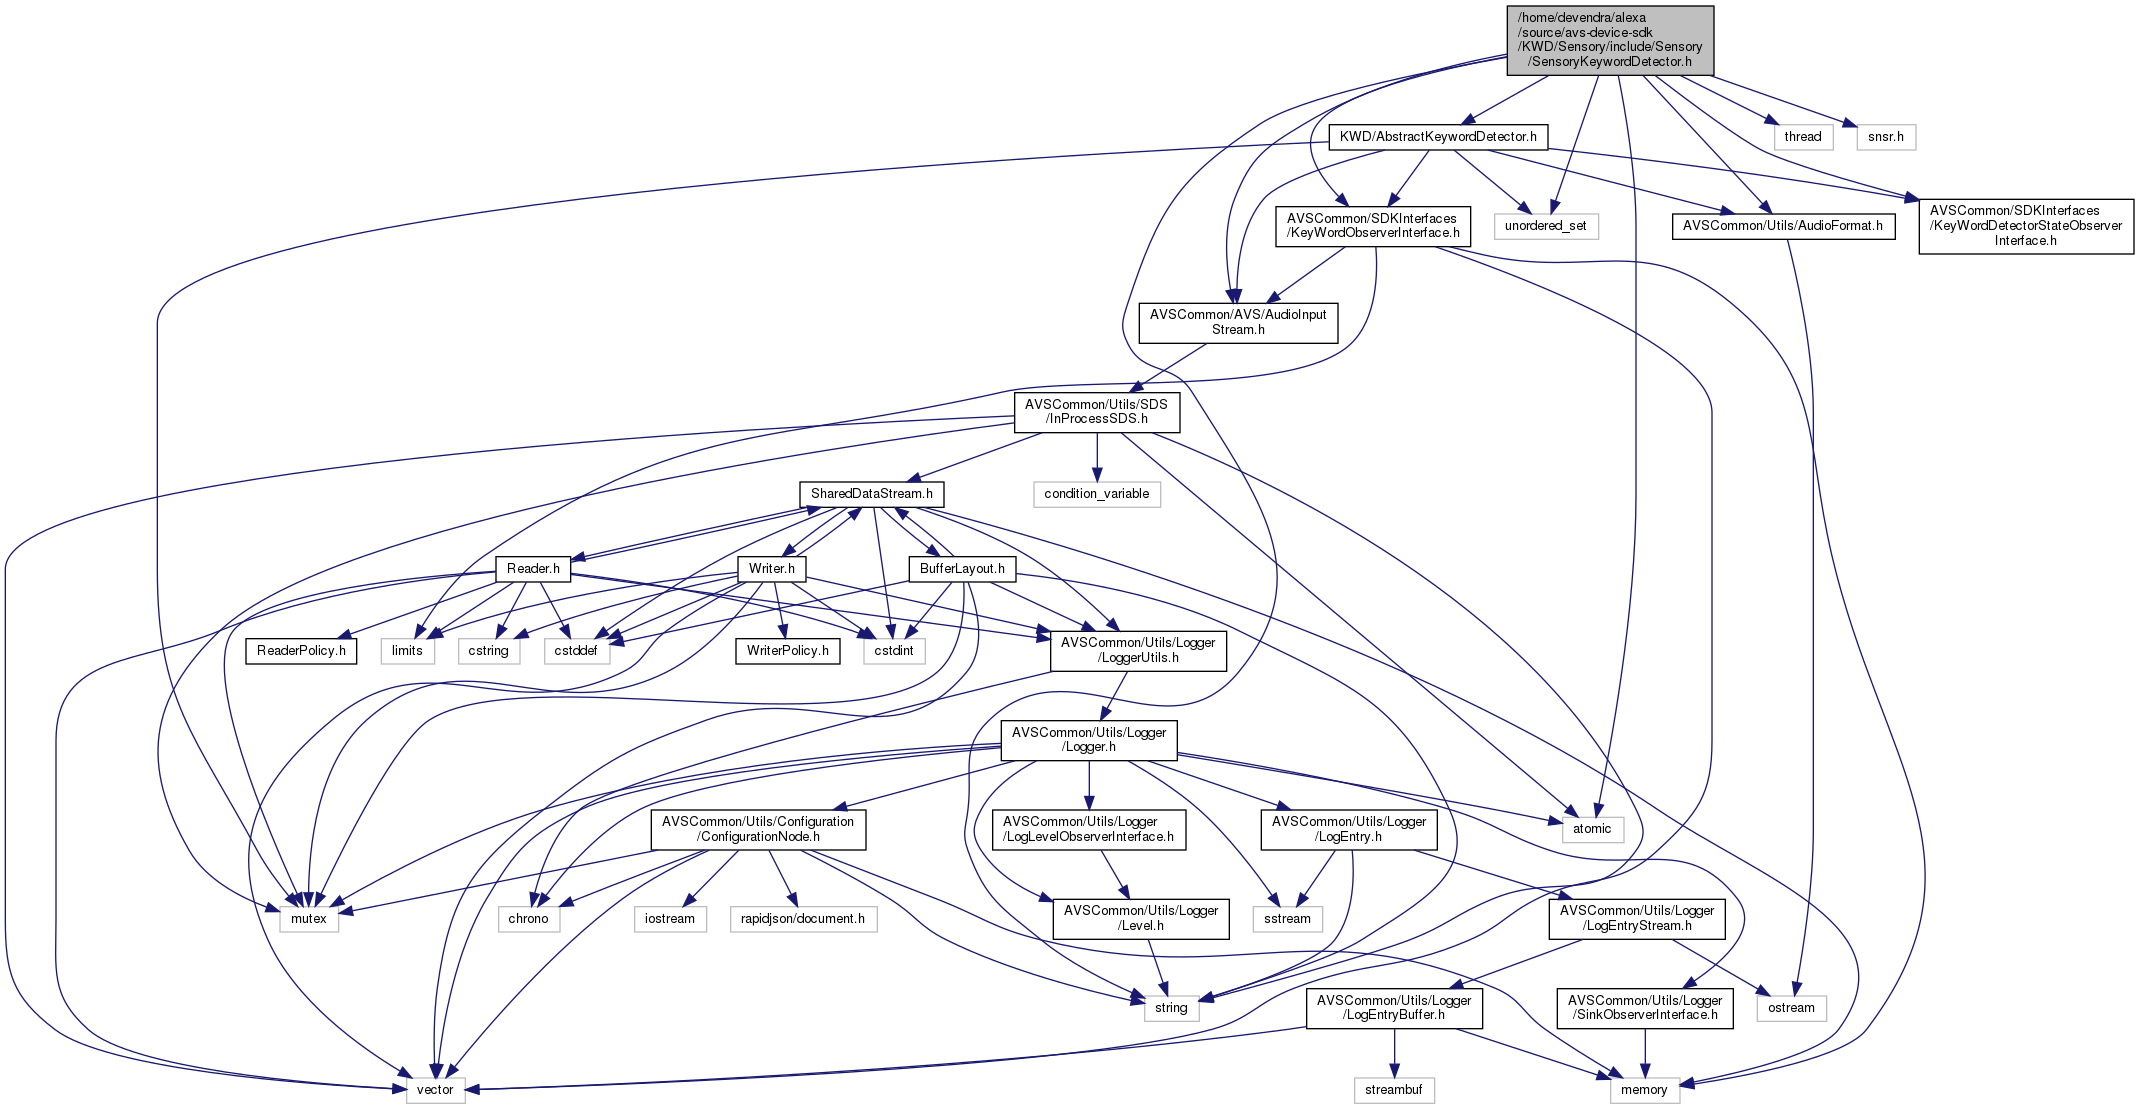 /home/devendra/alexa
/source/avs-device-sdk
/KWD/Sensory/include/Sensory
/SensoryKeywordDetector.h
KWD/AbstractKeywordDetector.h
thread
snsr.h
AVSCommon/SDKInterfaces
/KeyWordObserverInterface.h
unordered_set
AVSCommon/Utils/AudioFormat.h
AVSCommon/SDKInterfaces
/KeyWordDetectorStateObserver
Interface.h
AVSCommon/AVS/AudioInput
Stream.h
AVSCommon/Utils/SDS
/InProcessSDS.h
SharedDataStream.h
condition_variable
Reader.h
Writer.h
BufferLayout.h
ReaderPolicy.h
limits
cstring
cstddef
WriterPolicy.h
cstdint
AVSCommon/Utils/Logger
/LoggerUtils.h
AVSCommon/Utils/Logger
/Logger.h
AVSCommon/Utils/Configuration
/ConfigurationNode.h
AVSCommon/Utils/Logger
/LogLevelObserverInterface.h
AVSCommon/Utils/Logger
/LogEntry.h
atomic
mutex
chrono
iostream
rapidjson/document.h
AVSCommon/Utils/Logger
/Level.h
sstream
AVSCommon/Utils/Logger
/LogEntryStream.h
string
AVSCommon/Utils/Logger
/LogEntryBuffer.h
AVSCommon/Utils/Logger
/SinkObserverInterface.h
ostream
vector
streambuf
memory